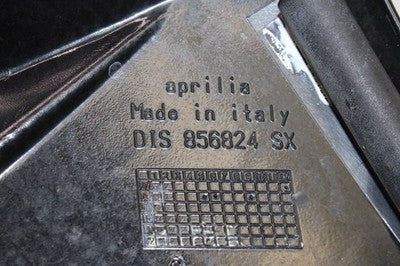 aprilia
Made in italy
DIS 856824 SX